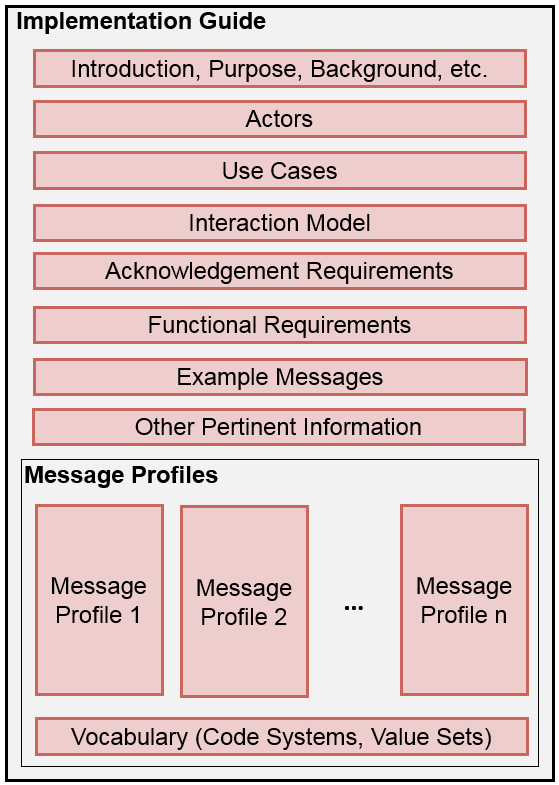 Implementation Guide
Introduction, Purpose, Background, etc.
Actors
Use Cases
Interaction Model
Acknowledgement Requirements
Functional Requirements
Example Messages
Other Pertinent Information
Message Profiles
Message
Profile 1
Message
Profile 2
...
Message
Profile n
Vocabulary (Code Systems, Value Sets)